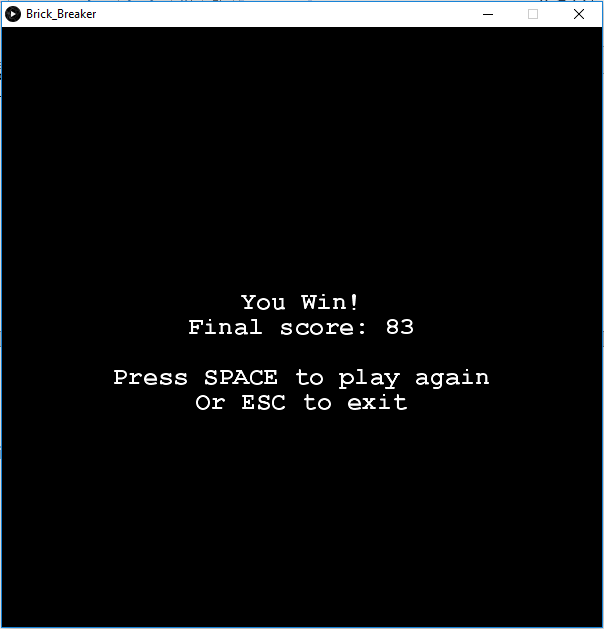 Brick_Breaker
You Win!
Final score: 83
Press SPACE to play again
Or ESC to exit